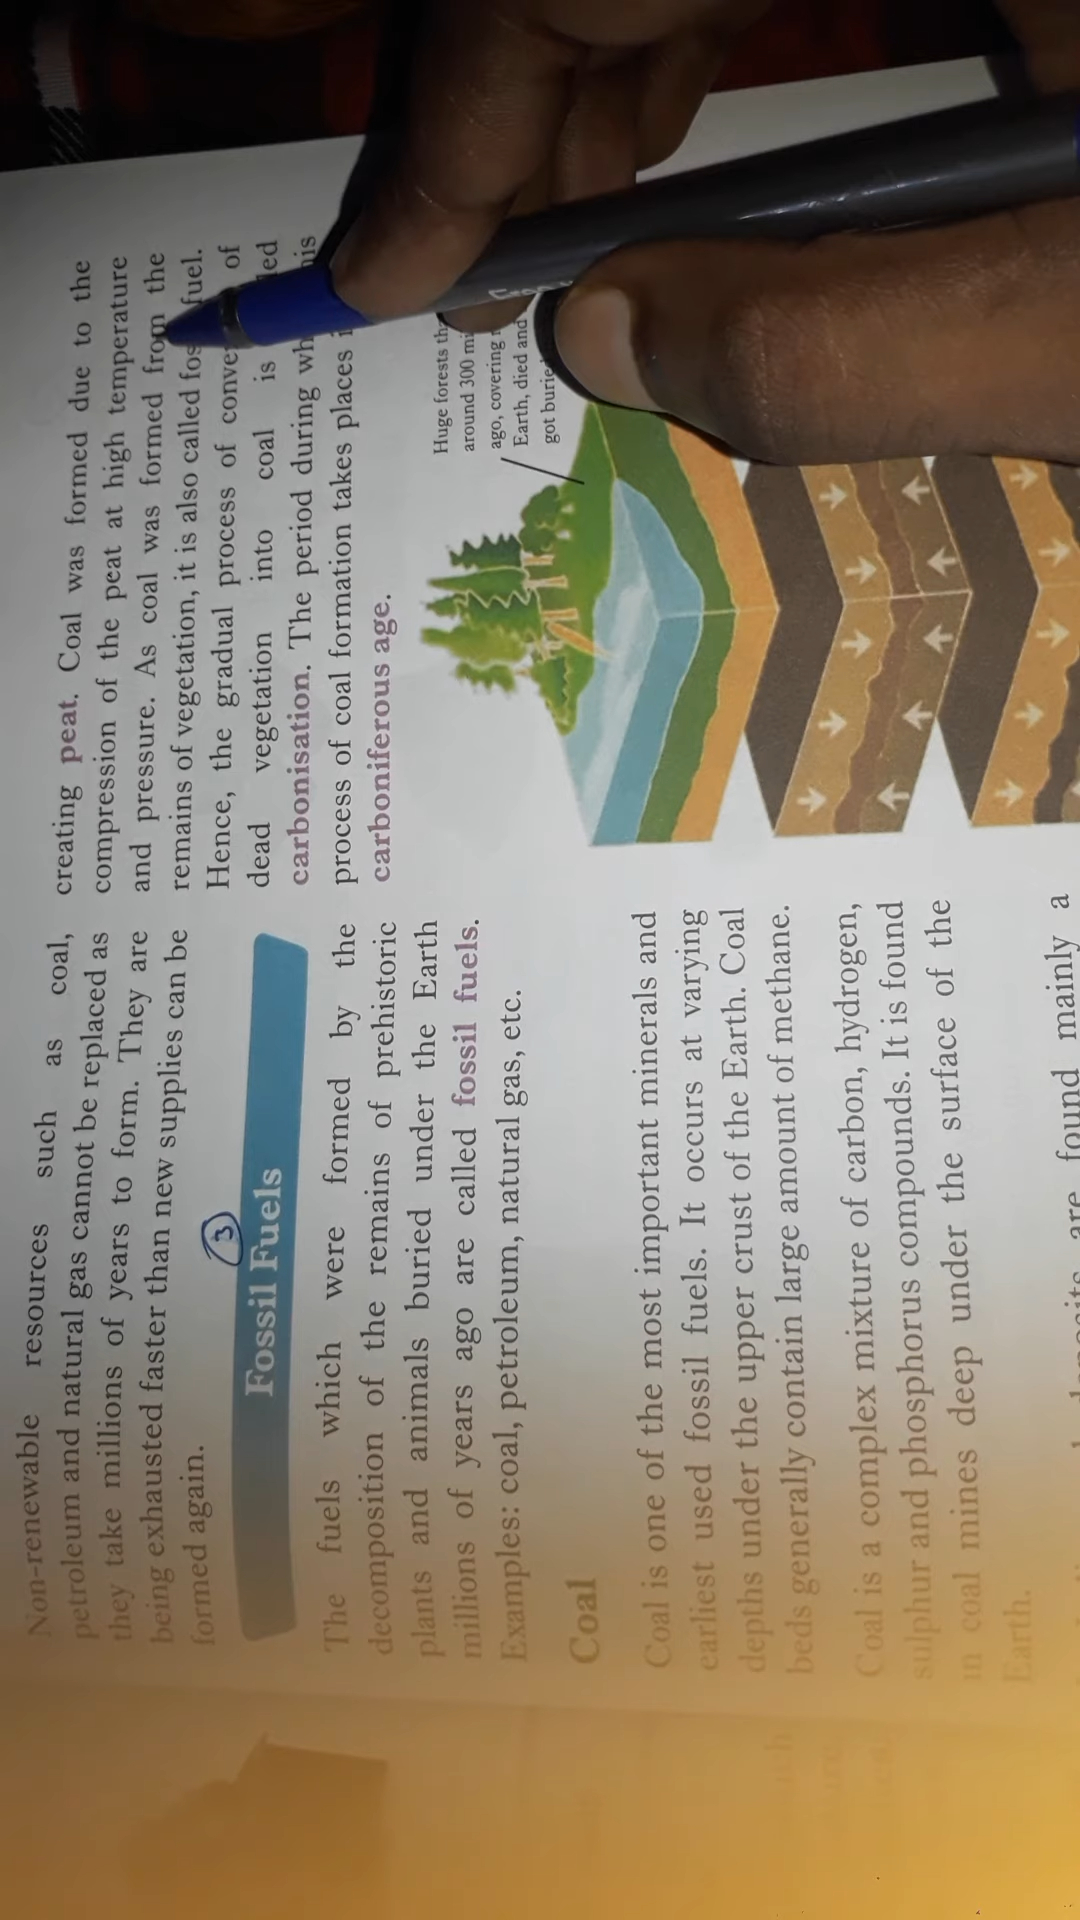 Non-renewable resources such as coal,
petroleum and natural gas cannot be replaced as
they take millions of years to form. They are
being exhausted faster than new supplies can be
formed again.
3
Fossil Fuels
The fuels which were formed by the
decomposition of the remains of prehistoric
plants and animals buried under the Earth
millions of years ago are called fossil fuels.
Examples: coal, petroleum, natural gas, etc.
Coal
Coal is one of the most important minerals and
earliest used fossil fuels. It occurs at varying
depths under the upper crust of the Earth. Coal
beds generally contain large amount of methane.
Coal is a complex mixture of carbon, hydrogen,
sulphur and phosphorus compounds. It is found
in coal mines deep under the surface of the
Earth.
are found mainly a
creating peat. Coal was formed due to the
compression of the peat at high temperature
and pressure. As coal was formed from the
remains of vegetation, it is also called fuel.
Hence, the gradual process of of
dead vegetation into coal is
carbonisation. The period during
process of coal formation takes places
carboniferous age.
Huge forests
around 300
ago, covering
Earth, died and
got